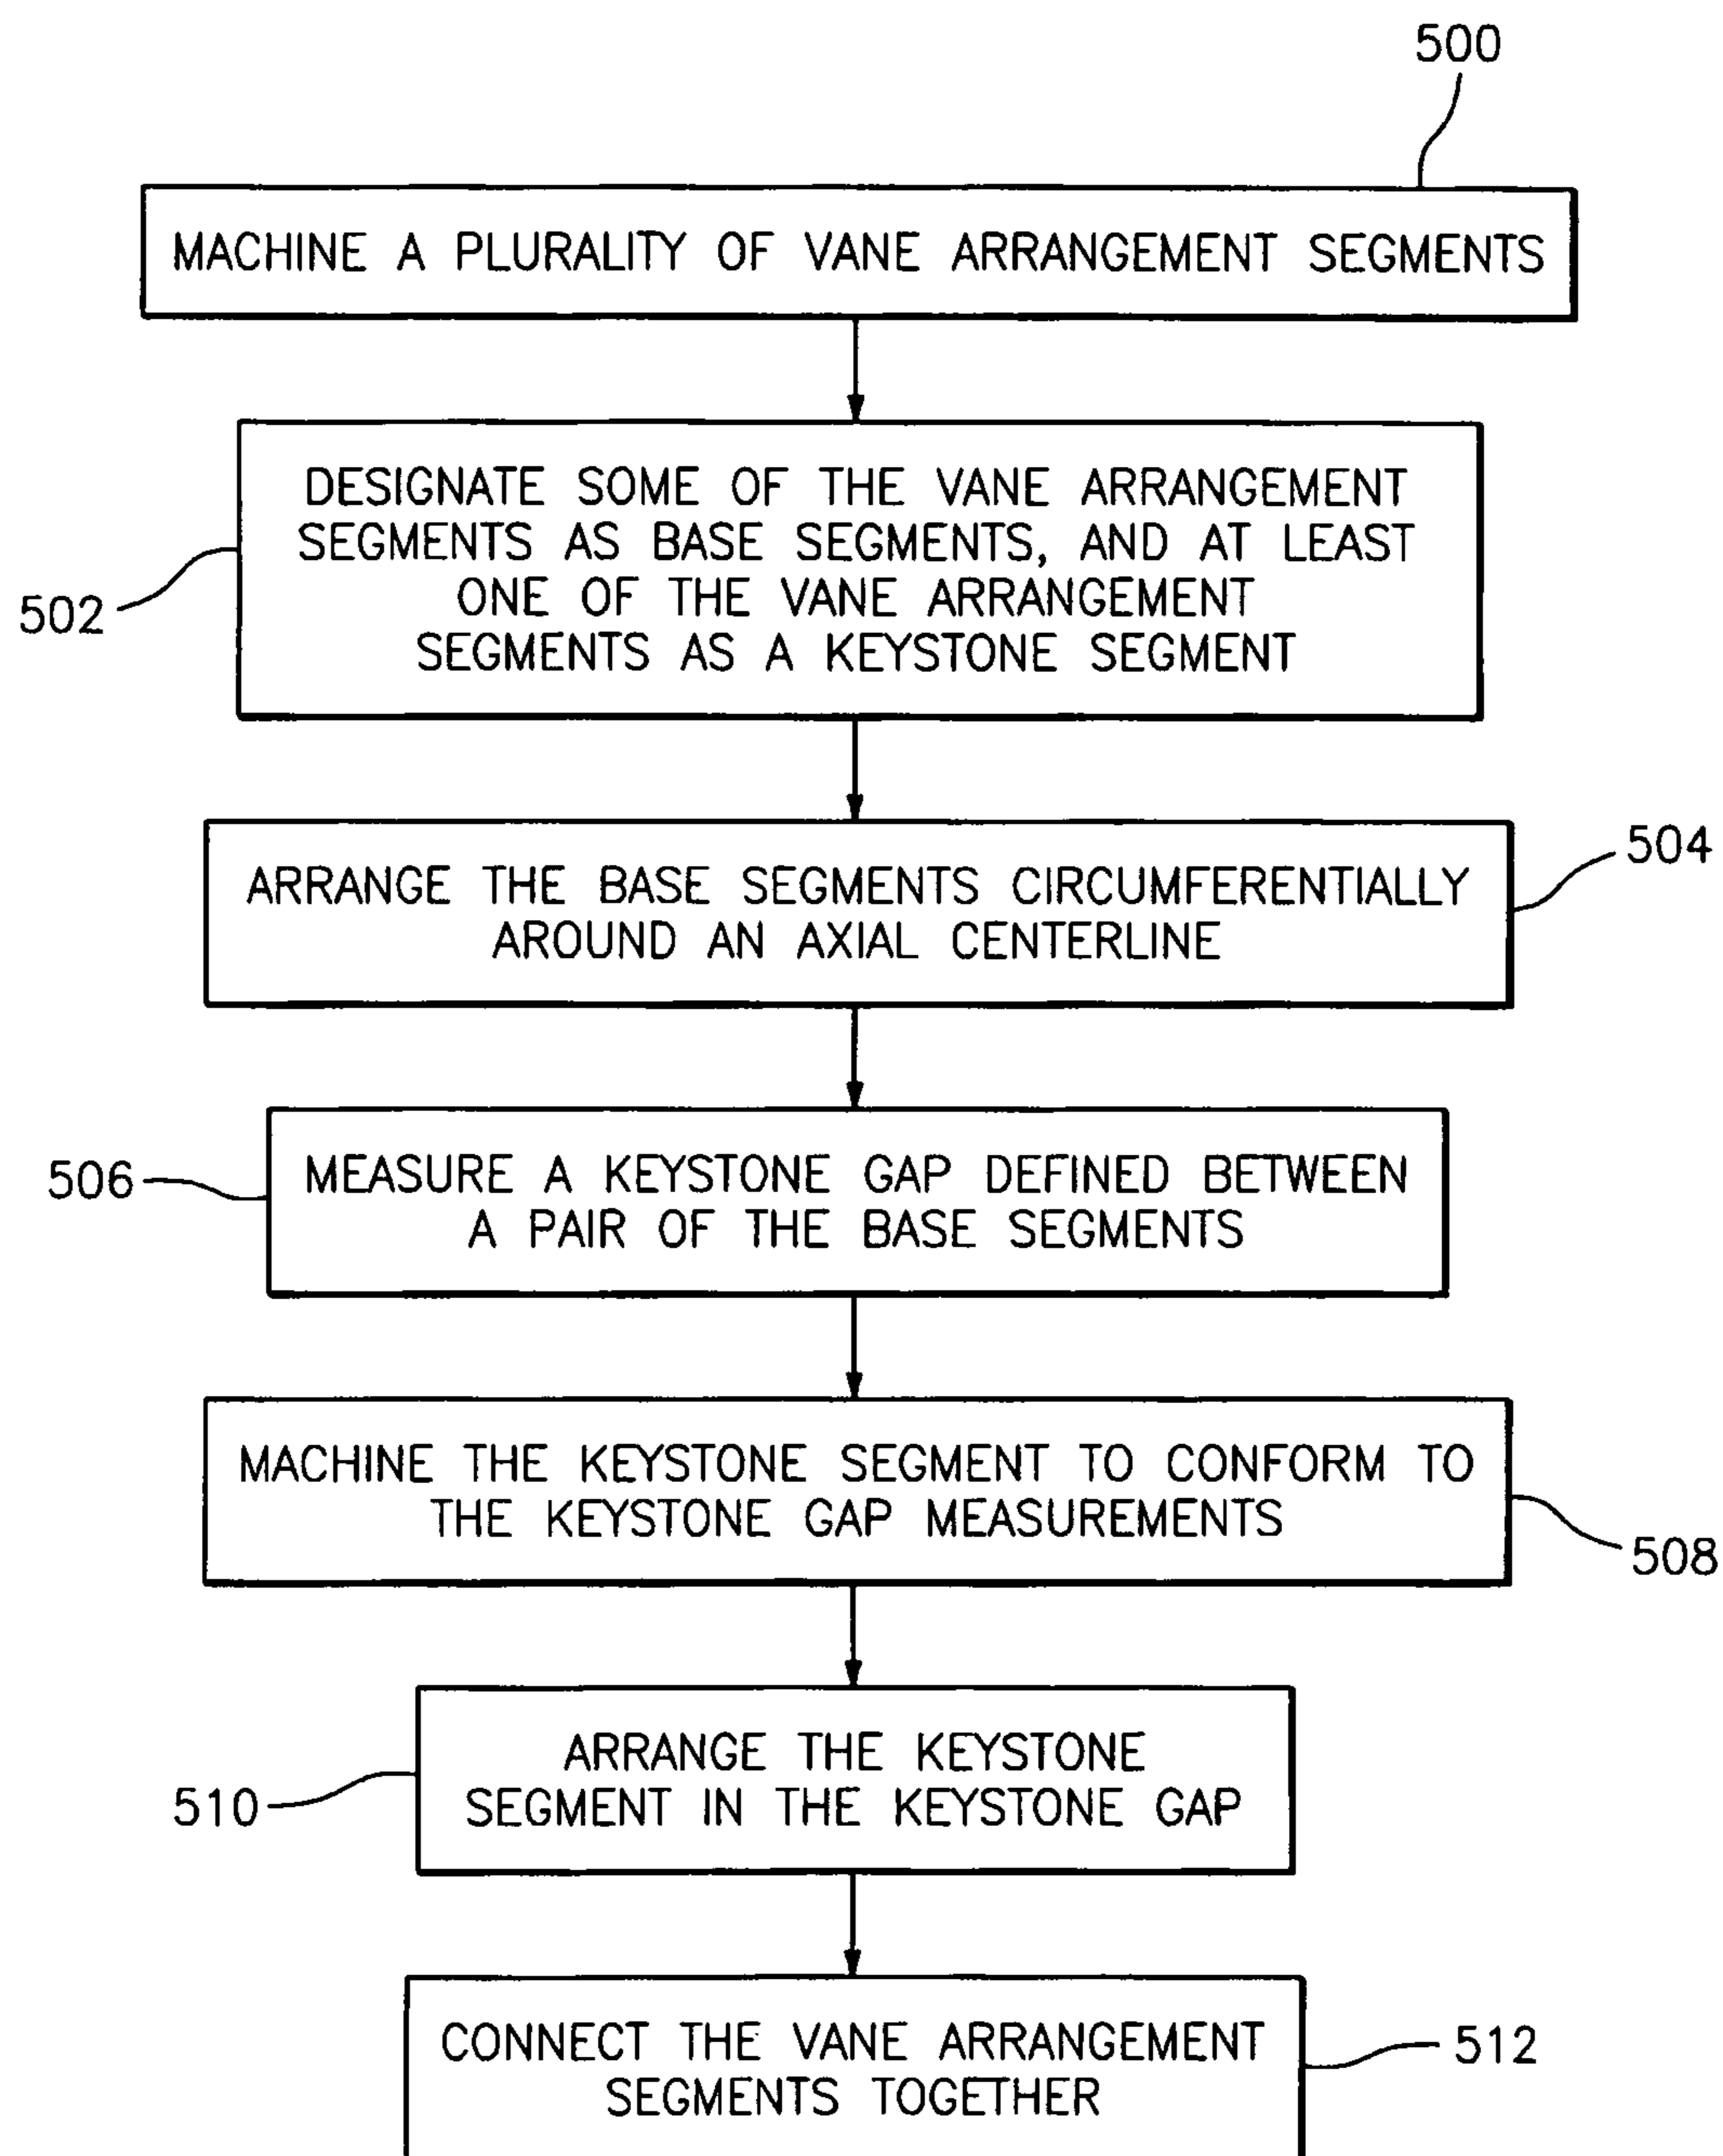 500
MACHINE A PLURALITY OF VANE ARRANGEMENT SEGMENTS
DESIGNATE SOME OF THE VANE ARRANGEMENT
SEGMENTS AS BASE SEGMENTS, AND AT LEAST
ONE OF THE VANE ARRANGEMENT
SEGMENTS AS A KEYSTONE SEGMENT
502
504
ARRANGE THE BASE SEGMENTS CIRCUMFERENTIALLY
AROUND AN AXIAL CENTERLINE
506
MEASURE A KEYSTONE GAP DEFINED BETWEEN
A PAIR OF THE BASE SEGMENTS
MACHINE THE KEYSTONE SEGMENT TO CONFORM TO
THE KEYSTONE GAP MEASUREMENTS
508
ARRANGE THE KEYSTONE
SEGMENT IN THE KEYSTONE GAP
510
CONNECT THE VANE ARRANGEMENT
SEGMENTS TOGETHER
512